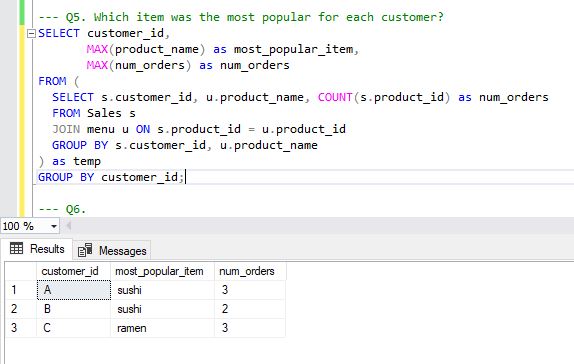 --- Q5. Which item was the most popular for each customer?
SELECT customer_id,
MAX(product_name) as most_popular_item,
MAX(num_orders) as num_orders
FROM (
SELECT s.customer_id, u.product_name, COUNT(s.product_id) as num_orders
FROM Sales s
JOIN menu u ON s.product_id = u.product_id
GROUP BY s.customer_id, u.product_name
) as temp
GROUP BY customer_id;
--- Q6.
100 %
Results Messages
customer_id most_popular_item num_orders
1 A sushi 3
2 B sushi 2
3 C ramen 3